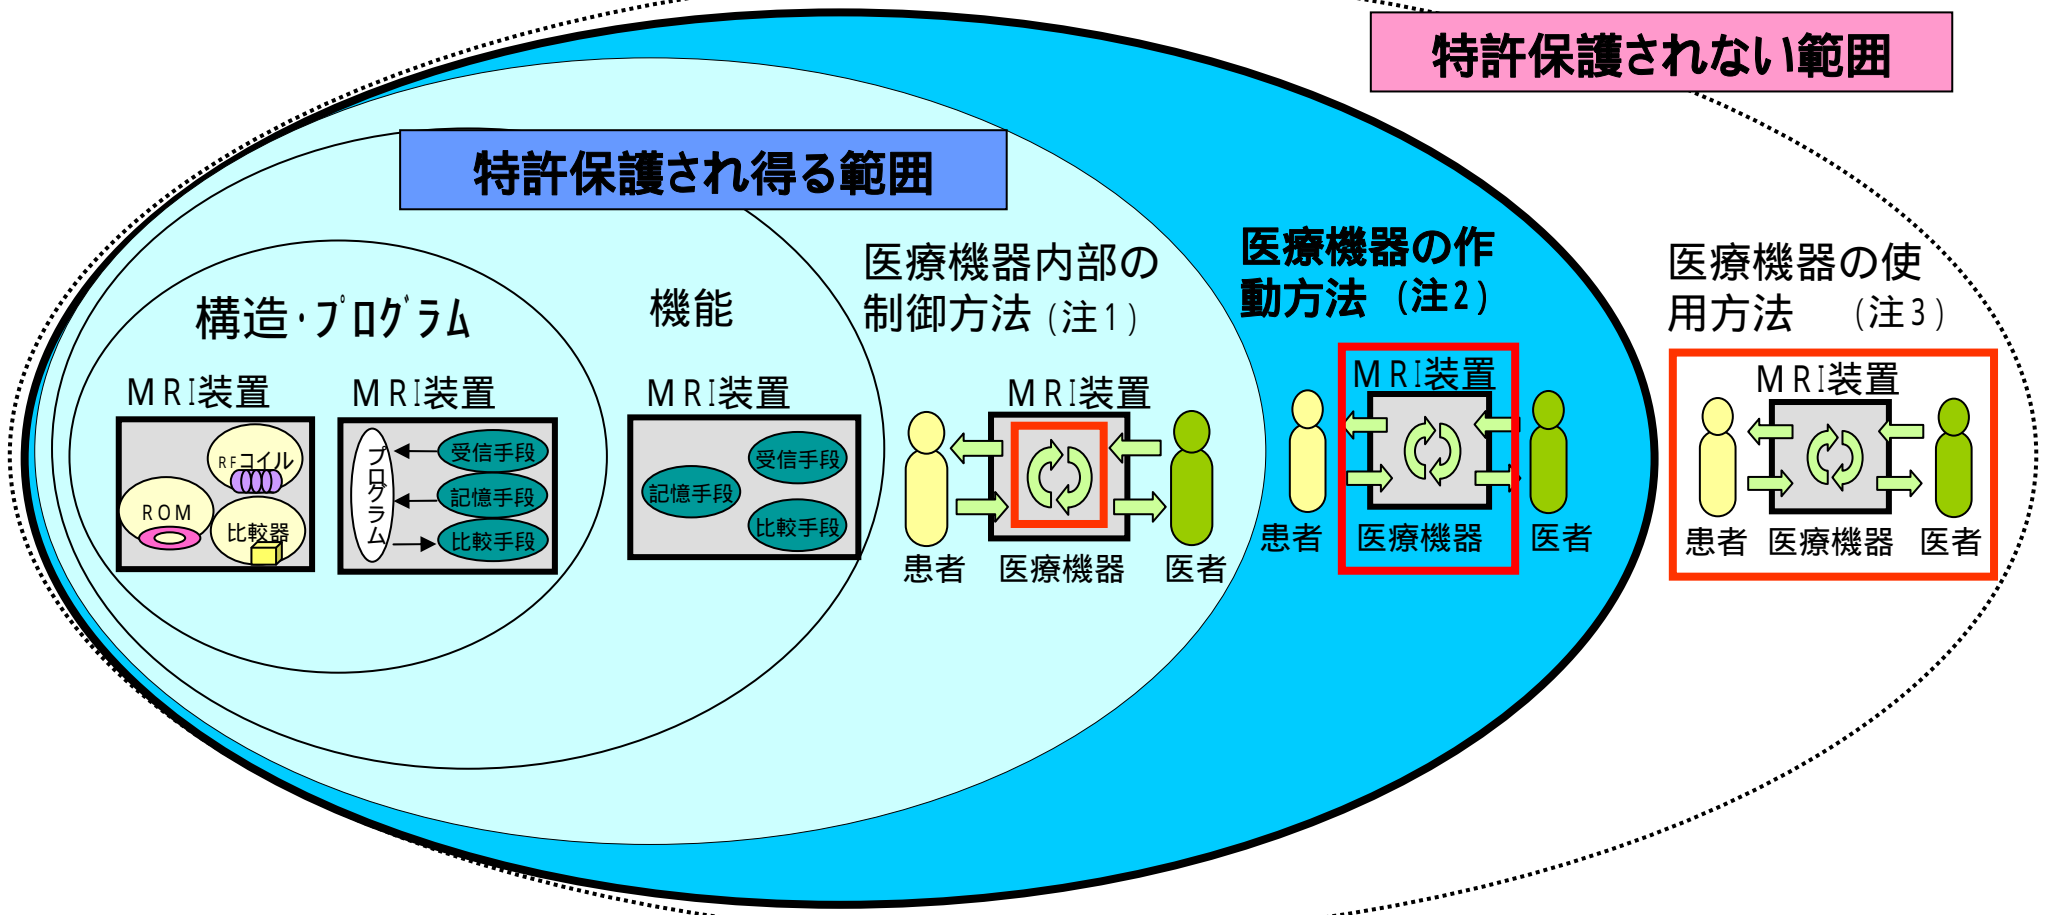 特許保護されない範囲
特許保護され得る範囲
構造・プログラム
機能
医療機器内部の
制御方法（注１）
医療機器の作
動方法（注２）
医療機器の使
用方法（注３）
ＭＲＩ装置
RFコイル
ROM
比較器
ＭＲＩ装置
プログラム
受信手段
記憶手段
比較手段
ＭＲＩ装置
記憶手段
受信手段
比較手段
ＭＲＩ装置
患者
医療機器
医者
ＭＲＩ装置
患者
医療機器
医者
ＭＲＩ装置
患者
医療機器
医者